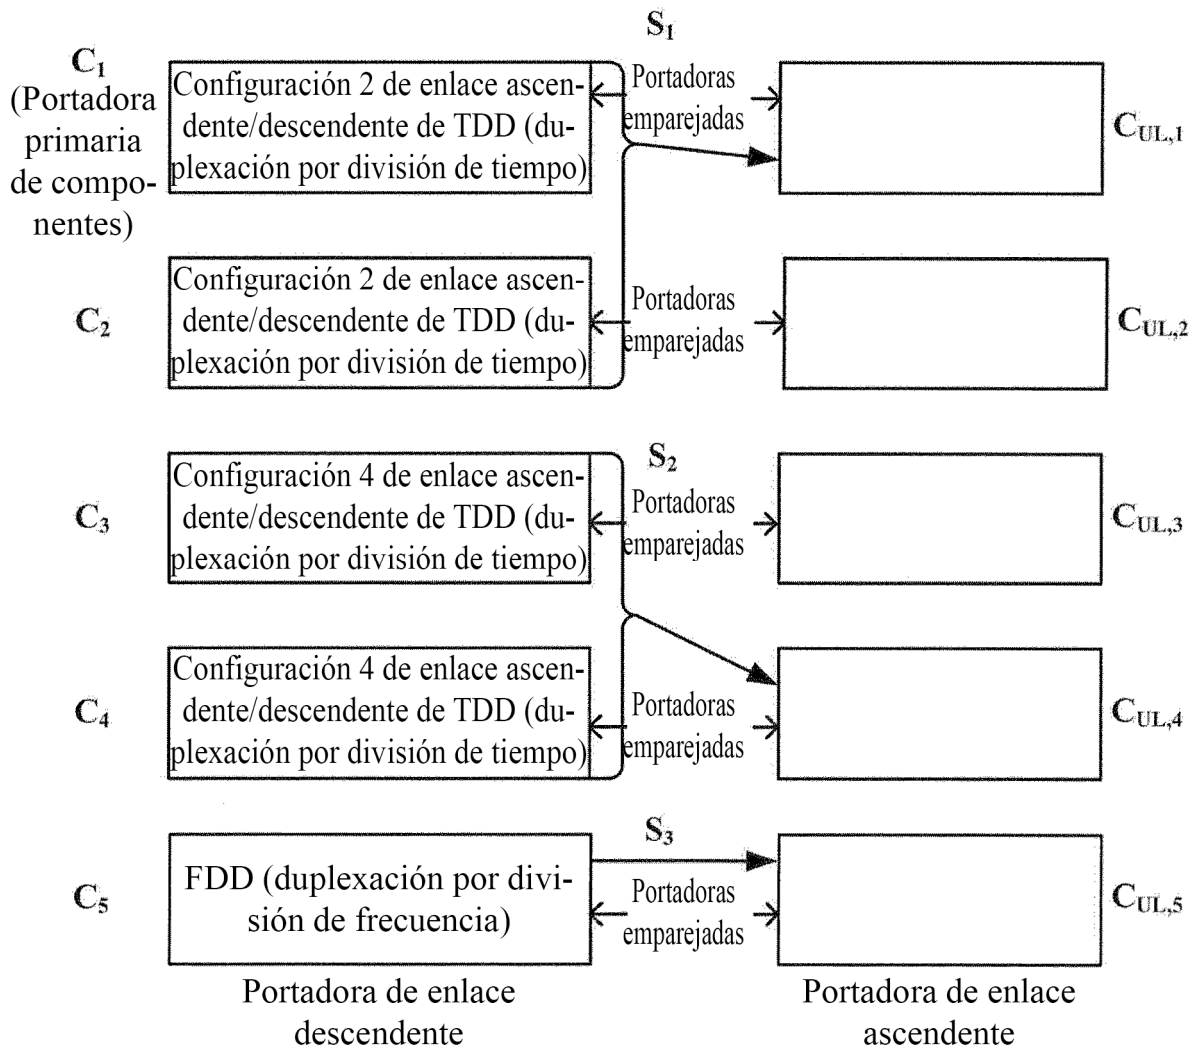 S1
C1
(Portadora
primaria
de compo-
nentes)
Configuración 2 de enlace ascen-
dente/descendente de TDD (du-
plexación por división de tiempo)
Portadoras
emparejadas
CUL,1
C2
Configuración 2 de enlace ascen-
dente/descendente de TDD (du-
plexación por división de tiempo)
Portadoras
emparejadas
CUL,2
S2
C3
Configuración 4 de enlace ascen-
dente/descendente de TDD (du-
plexación por división de tiempo)
Portadoras
emparejadas
CUL,3
C4
Configuración 4 de enlace ascen-
dente/descendente de TDD (du-
plexación por división de tiempo)
Portadoras
emparejadas
CUL,4
S3
C5
FDD (duplexación por divi-
sión de frecuencia)
Portadoras
emparejadas
CUL,5
Portadora de enlace
descendente
Portadora de enlace
ascendente